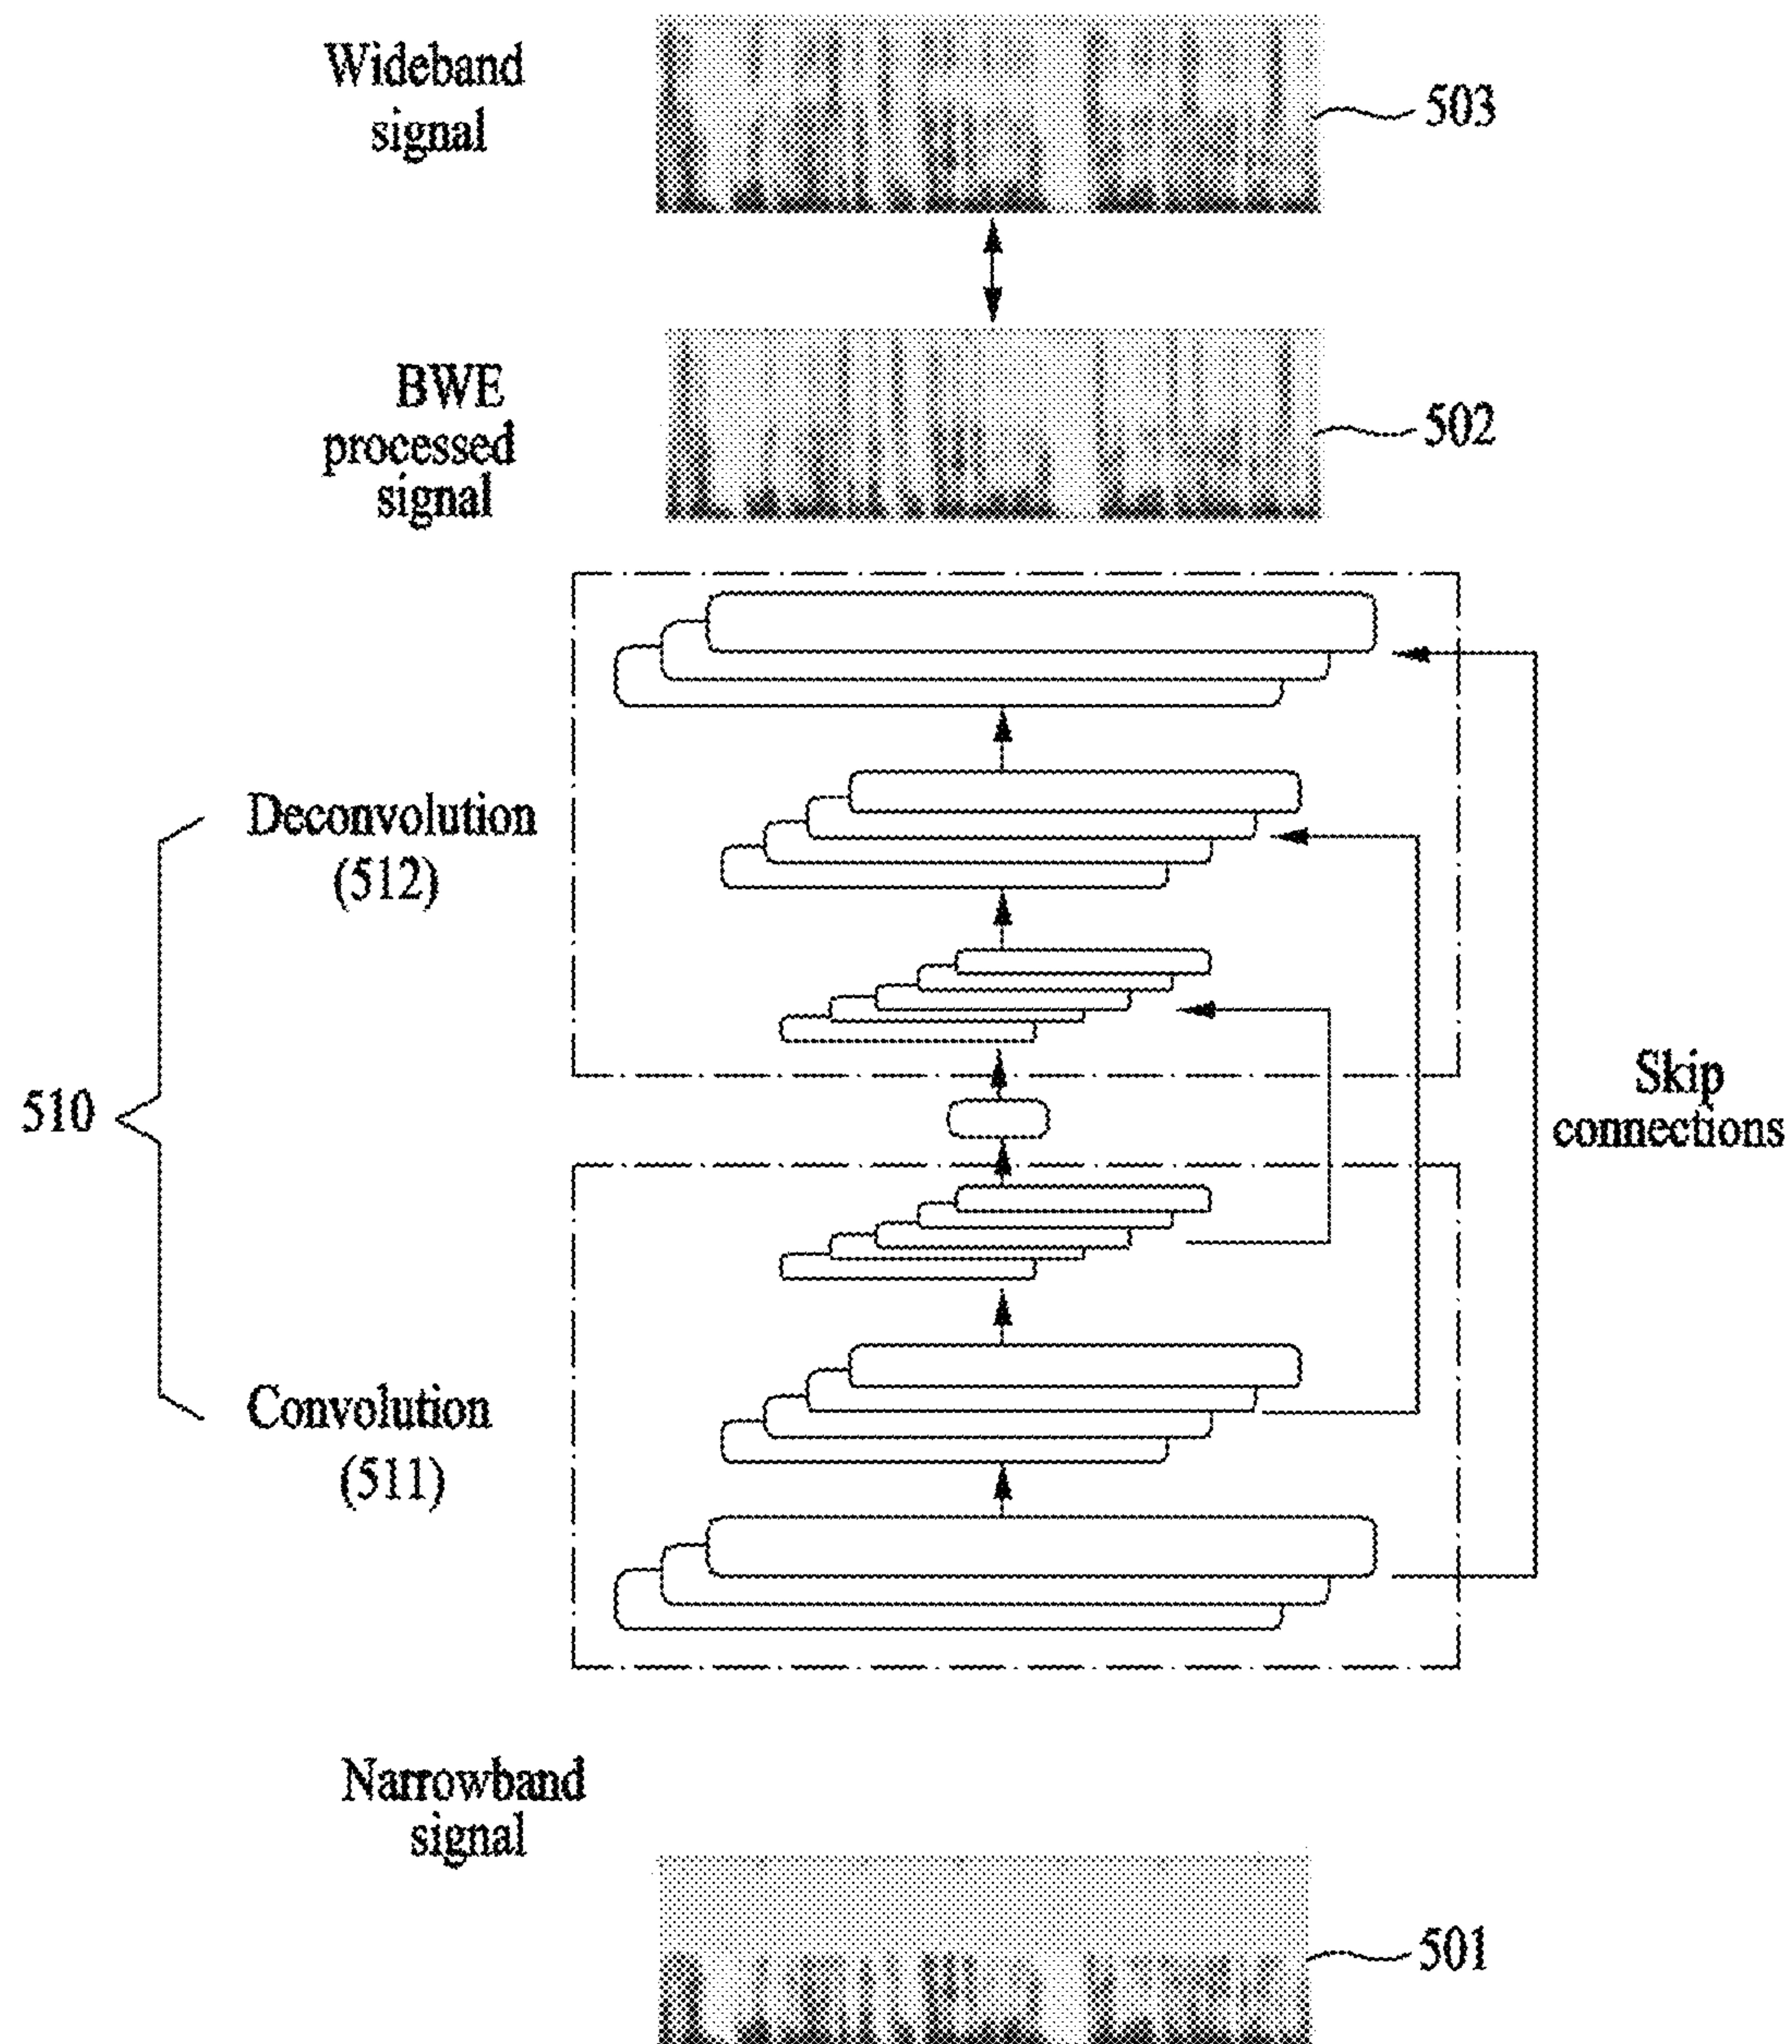 Wideband
signal
503
BWE
processed
signal
502
Deconvolution
(512)
510
Skip
connections
Convolution
(511)
Narrowband
signal
501